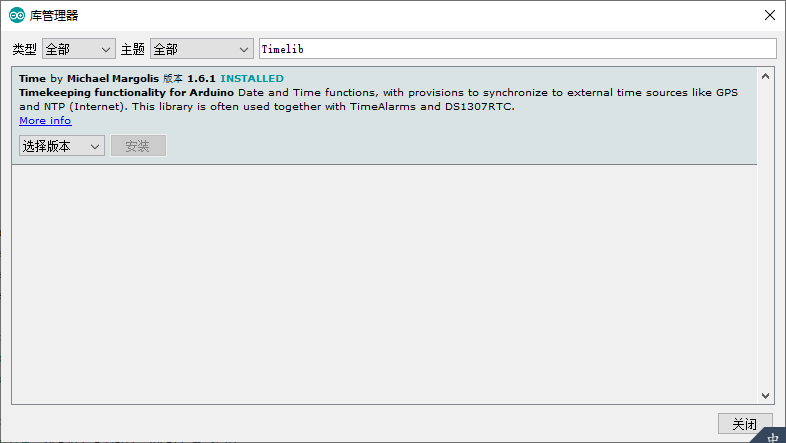 库管理器
类型 全部 主题 全部 Timelib
Time by Michael Margolis 版本 1.6.1 INSTALLED
Timekeeping functionality for Arduino Date and Time functions, with provisions to synchronize to external time sources like GPS
and NTP (Internet). This library is often used together with TimeAlarms and DS1307RTC.
More info
选择版本 安装
关闭
中